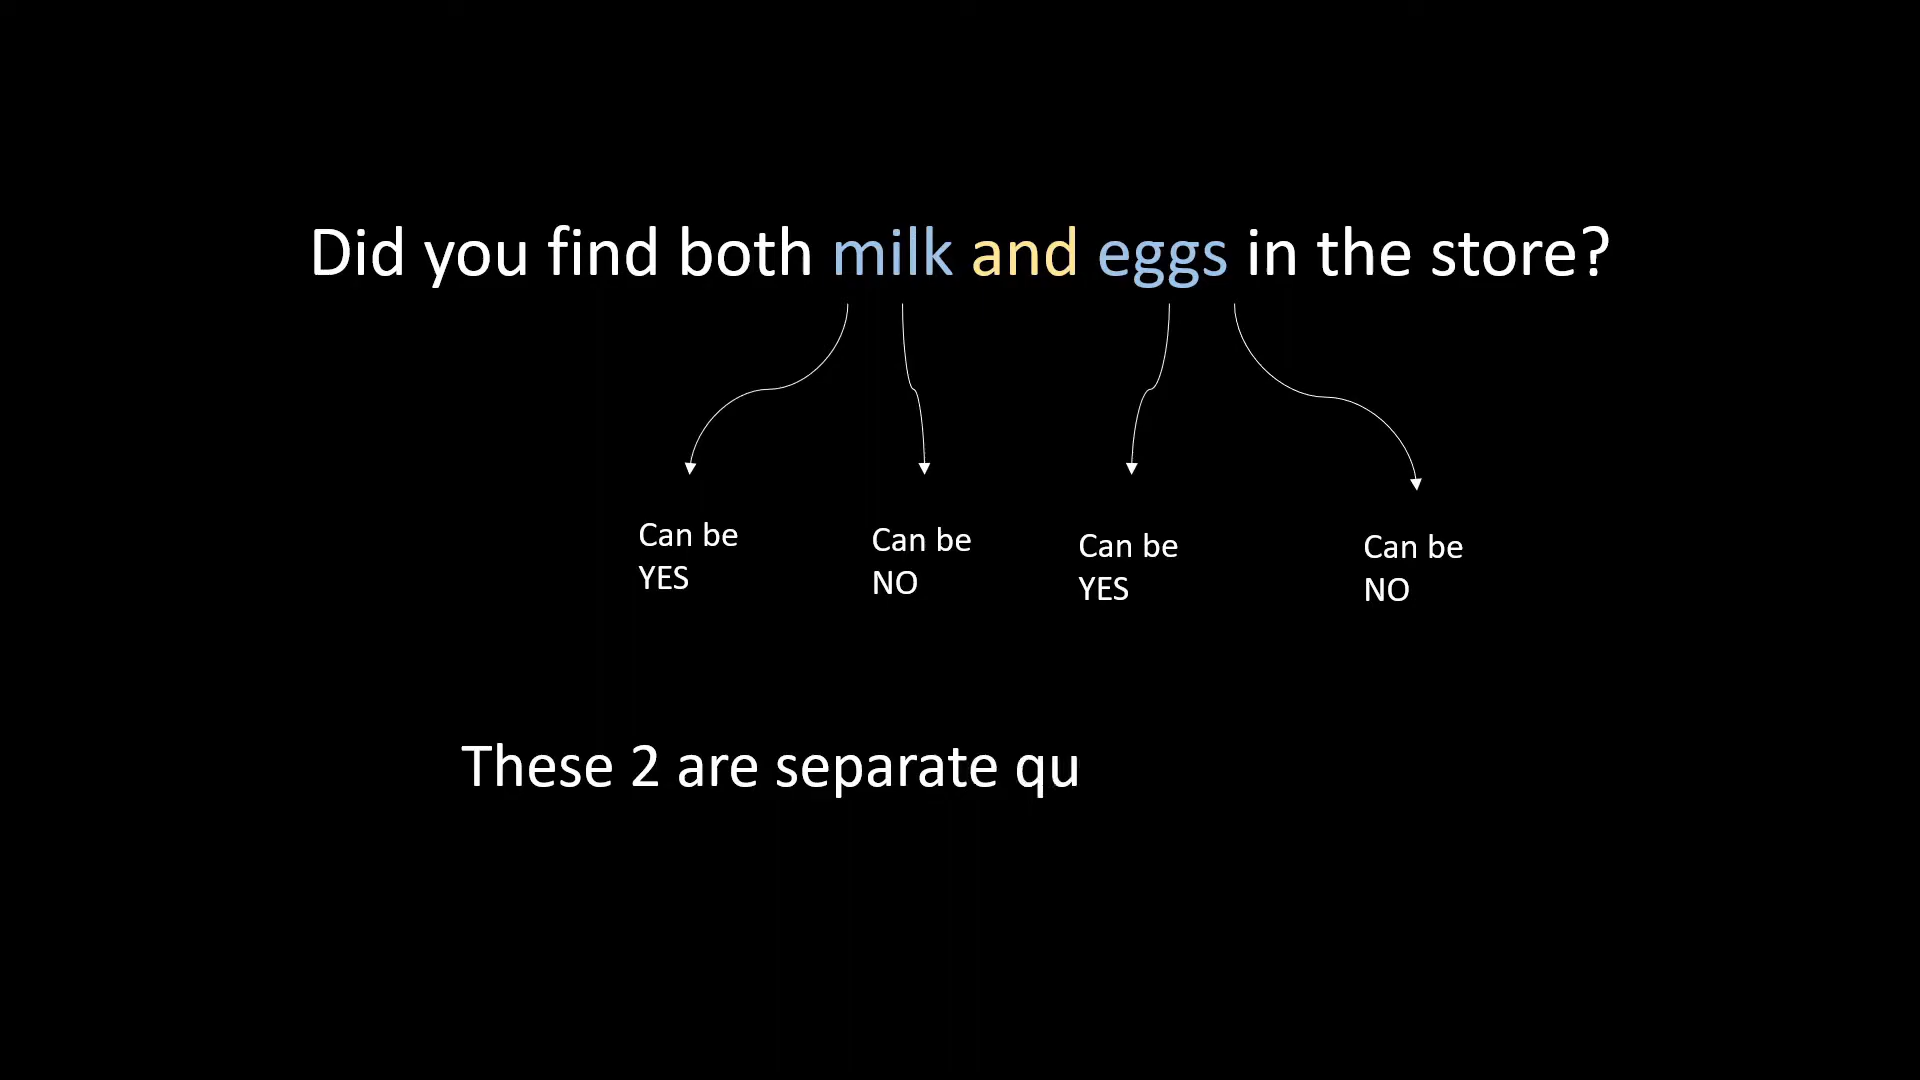 Did you find both milk and eggs in the store?
Can be
YES
Can be
NO
Can be
YES
Can be
NO
These 2 are separate qu